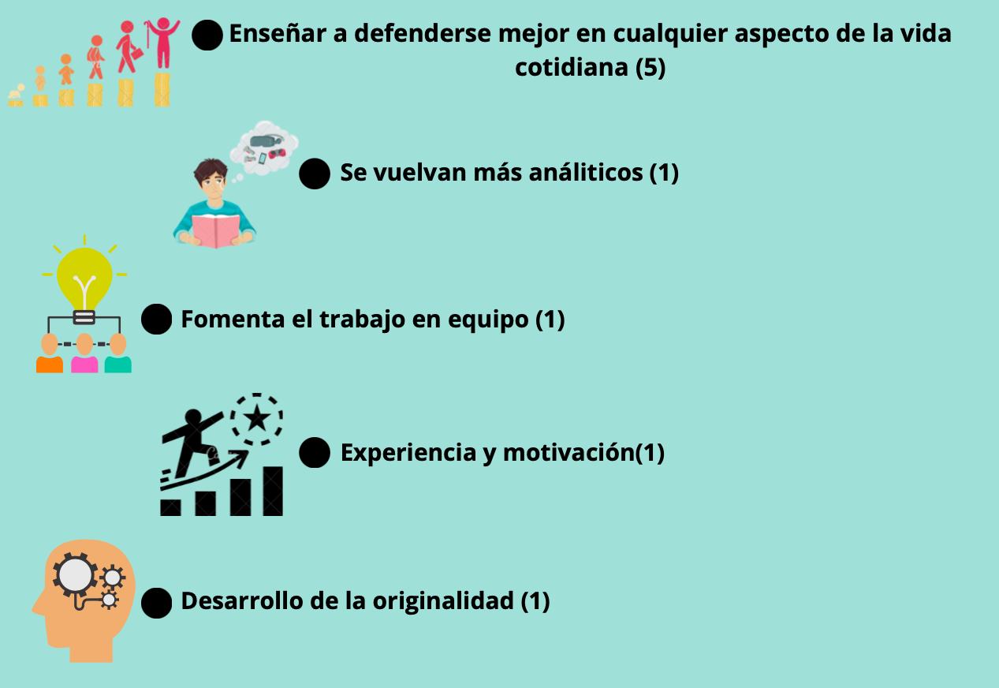 Enseñar a defenderse mejor en cualquier aspecto de la vida
cotidiana (5)
Se vuelvan más análiticos (1)
Fomenta el trabajo en equipo (1)
Experiencia y motivación(1)
Desarrollo de la originalidad (1)